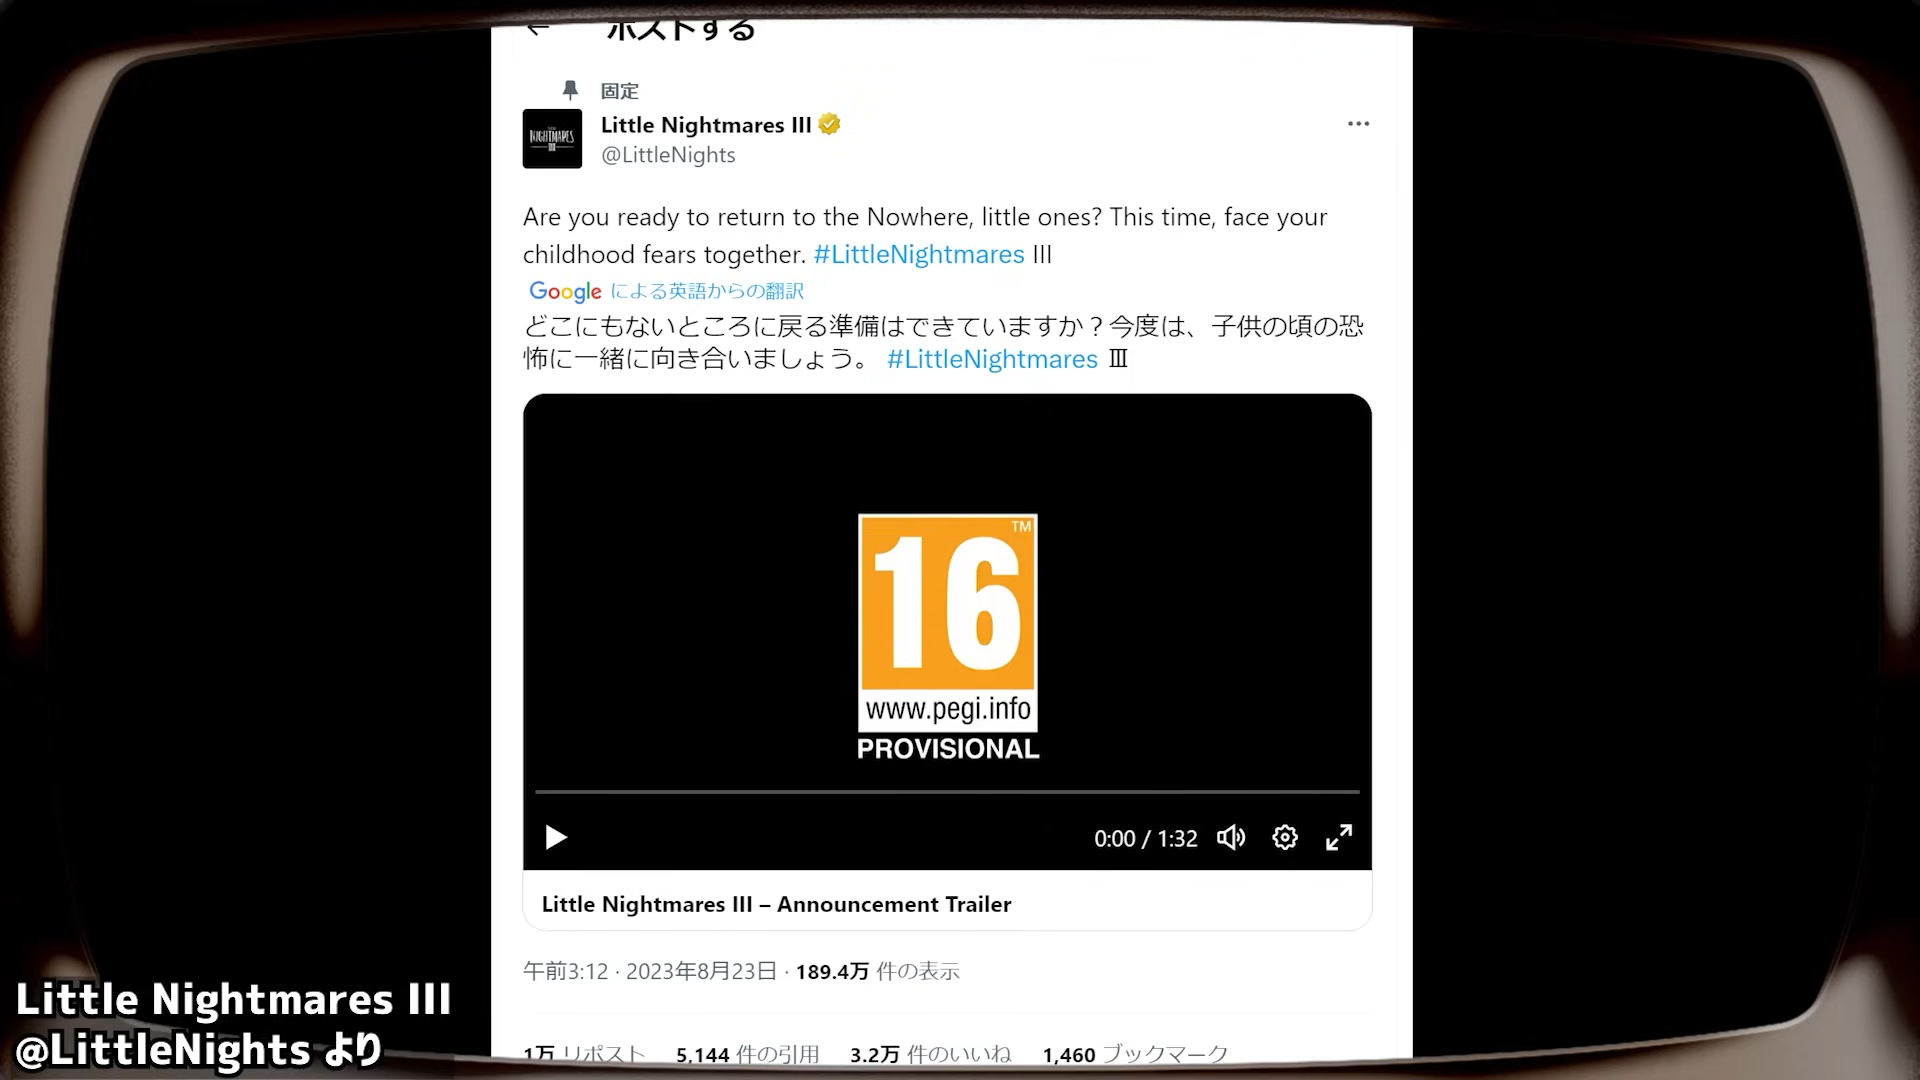 ポストする
固定
Little Nightmares III
NIGHTMARES
III
@LittleNights
Are you ready to return to the Nowhere, little ones? This time, face your
childhood fears together. #LittleNightmares III
Google による英語からの翻訳
どこにもないところに戻る準備はできていますか？今度は、子供の頃の恐
怖に一緒に向き合いましょう。 #LittleNightmares Ⅲ
16
TM
www.pegi.info
PROVISIONAL
0:00 / 1:32
Little Nightmares III – Announcement Trailer
午前3:12 · 2023年8月23日 · 189.4万 件の表示
1万 リポスト 5,144 件の引用 3.2万 件のいいね 1,460 ブックマーク
Little Nightmares III
@LittleNights より